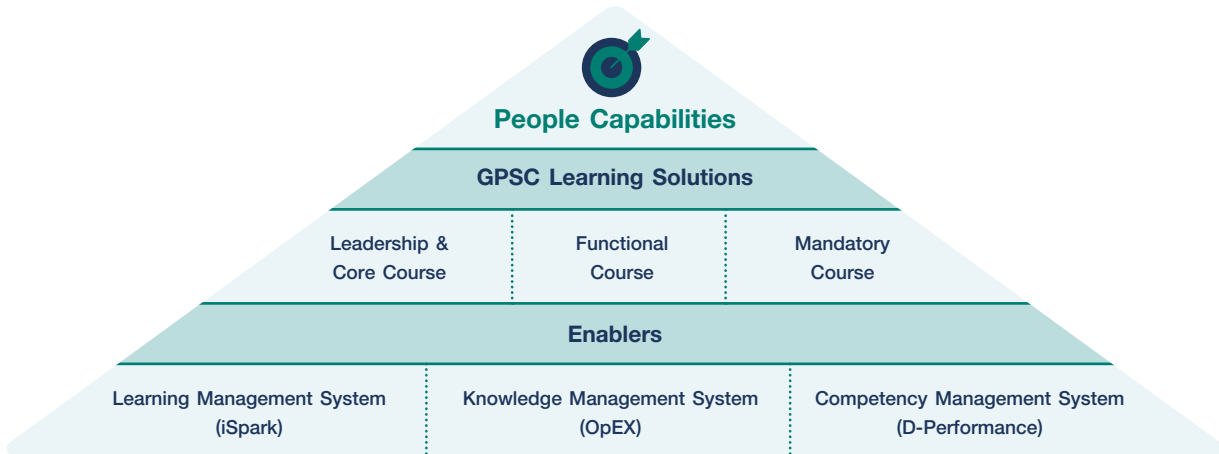 People Capabilities
GPSC Learning Solutions
Leadership &
Core Course
Functional
Course
Mandatory
Course
Enablers
Learning Management System
(iSpark)
Knowledge Management System
(OpEX)
Competency Management System
(D-Performance)